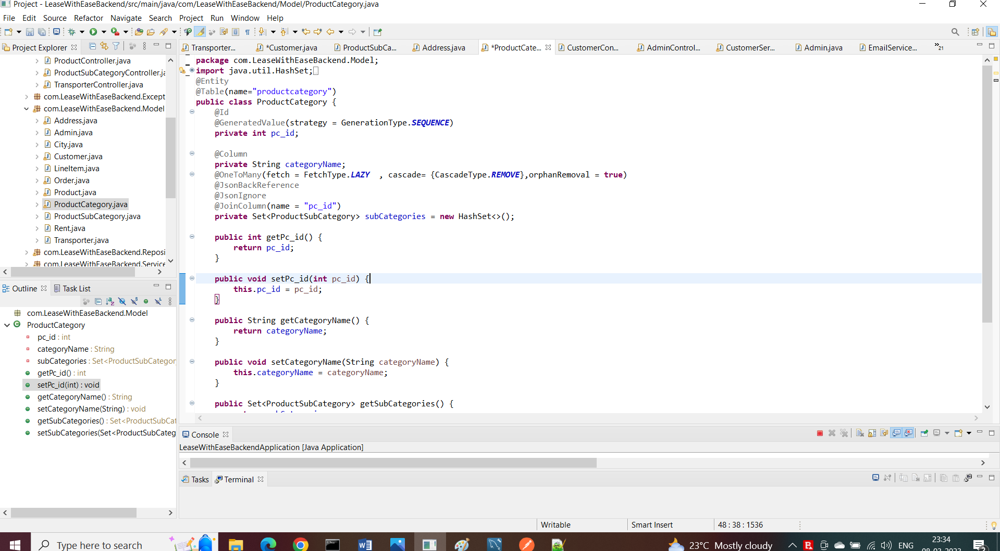 Project - LeaseWithEaseBackend/src/main/java/com/LeaseWithEaseBackend/Model/ProductCategory.java
File Edit Source Refactor Navigate Search Project Run Window Help
Project Explorer
ProductController.java
ProductSubCategoryController.ja
TransporterController.java
com.LeaseWithEaseBackend.Except
com.LeaseWithEaseBackend.Model
Address.java
Admin.java
City.java
Customer.java
LineItem.java
Order.java
Product.java
ProductCategory.java
ProductSubCategory.java
Rent.java
Transporter.java
com.LeaseWithEaseBackend.Reposi
com.LeaseWithEaseBackend.Service
Outline Task List
com.LeaseWithEaseBackend.Model
ProductCategory
pc_id : int
categoryName : String
subCategories : Set<ProductSubCategor
getPc_id() : int
setPc_id(int) : void
getCategoryName() : String
setCategoryName(String) : void
getSubCategories() : Set<ProductSubCat
setSubCategories(Set<ProductSubCateg
Transporter... *Customer.java ProductSubCa... Address.java *ProductCate... CustomerCon... AdminControl... CustomerSer... Admin.java EmailService... »21
package com.LeaseWithEaseBackend.Model;
import java.util.HashSet;
@Entity
@Table(name="productcategory")
public class ProductCategory {
@Id
@GeneratedValue(strategy = GenerationType.SEQUENCE)
private int pc_id;
@Column
private String categoryName;
@OneToMany(fetch = FetchType.LAZY  , cascade= {CascadeType.REMOVE},orphanRemoval = true)
@JsonBackReference
@JsonIgnore
@JoinColumn(name = "pc_id")
private Set<ProductSubCategory> subCategories = new HashSet<>();
public int getPc_id() {
return pc_id;
}
public void setPc_id(int pc_id) {
this.pc_id = pc_id;
}
public String getCategoryName() {
return categoryName;
}
public void setCategoryName(String categoryName) {
this.categoryName = categoryName;
}
public Set<ProductSubCategory> getSubCategories() {
Console
LeaseWithEaseBackendApplication [Java Application]
Tasks Terminal
Writable Smart Insert 48 : 38 : 1536
Type here to search
23°C Mostly cloudy ENG 23:34